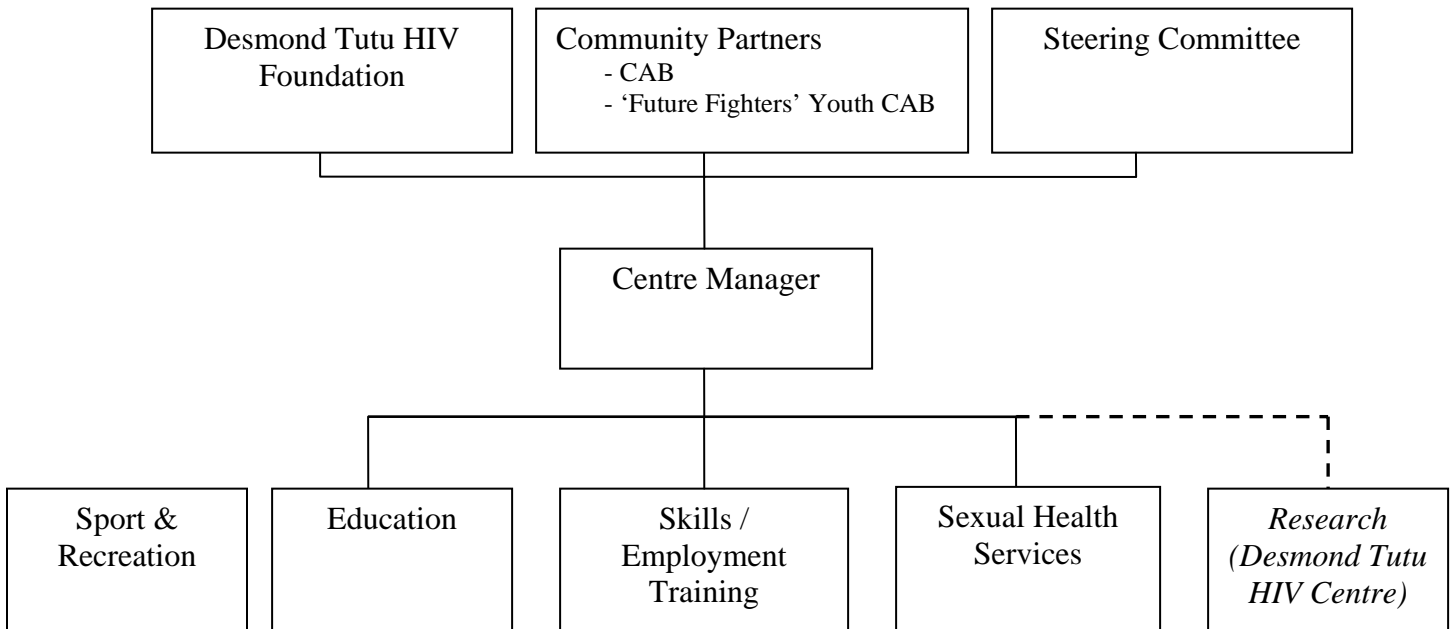 Desmond Tutu HIV
Foundation
Community Partners
- CAB
- ‘Future Fighters’ Youth CAB
Steering Committee
Centre Manager
Sport &
Recreation
Education
Skills /
Employment
Training
Sexual Health
Services
Research
(Desmond Tutu
HIV Centre)